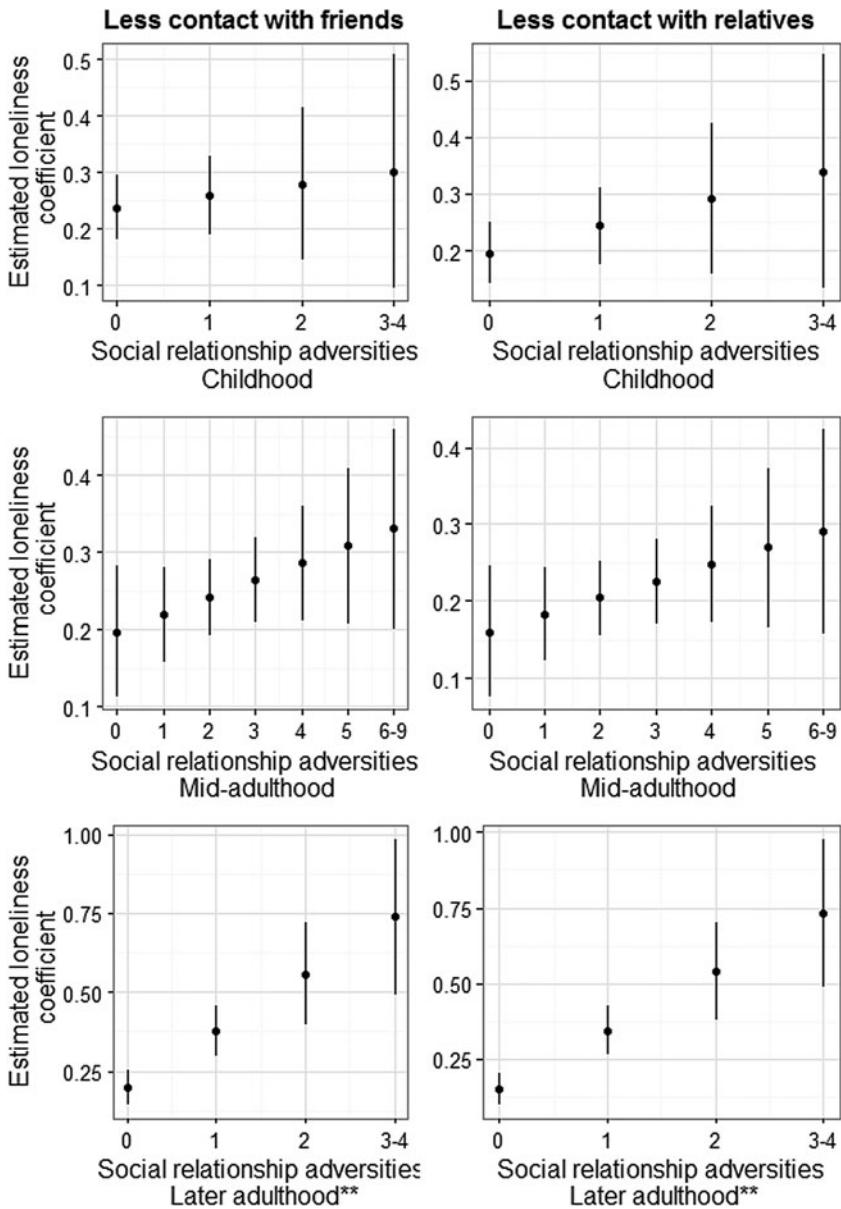 Less contact with friends
Less contact with relatives
Estimated loneliness
coefficient
0.5
0.4
0.3
0.2
0.1
0
1
2
3-4
Social relationship adversities
Childhood
0.5
0.4
0.3
0.2
0
1
2
3-4
Social relationship adversities
Childhood
Estimated loneliness
coefficient
0.4
0.3
0.2
0.1
0
1
2
3
4
5
6-9
Social relationship adversities
Mid-adulthood
0.4
0.3
0.2
0.1
0
1
2
3
4
5
6-9
Social relationship adversities
Mid-adulthood
Estimated loneliness
coefficient
1.00
0.75
0.50
0.25
0
1
2
3-4
Social relationship adversities
Later adulthood**
1.00
0.75
0.50
0.25
0
1
2
3-4
Social relationship adversities
Later adulthood**